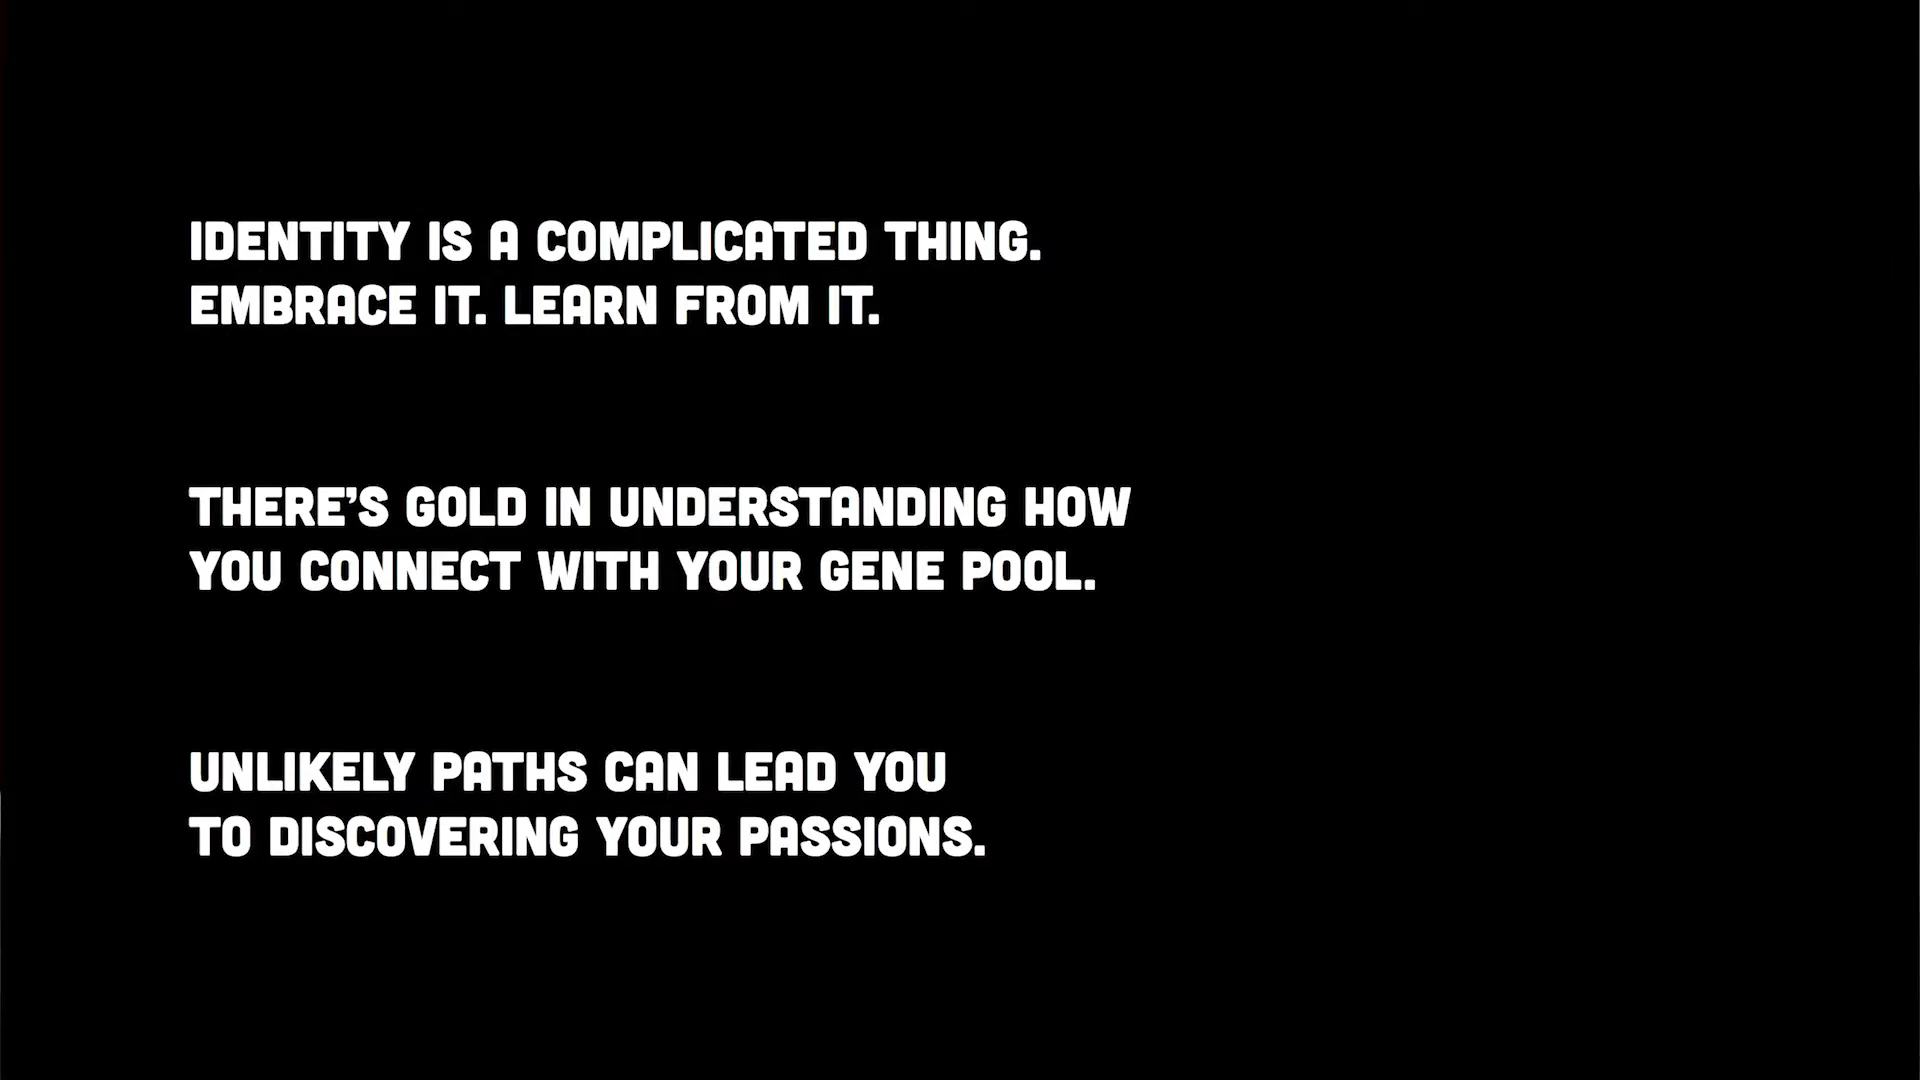 IDENTITY IS A COMPLICATED THING.
EMBRACE IT. LEARN FROM IT.
THERE’S GOLD IN UNDERSTANDING HOW
YOU CONNECT WITH YOUR GENE POOL.
UNLIKELY PATHS CAN LEAD YOU
TO DISCOVERING YOUR PASSIONS.